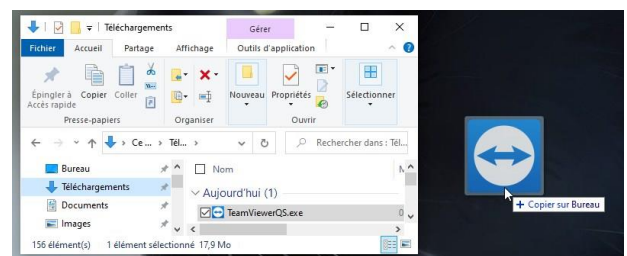 Téléchargements
Gérer
Fichier Accueil Partage Affichage Outils d'application
Épingler à Accès rapide
Copier
Coller
Nouveau
Propriétés
Sélectionner
Presse-papiers
Organiser
Ouvrir
Ce ... › Tél... ›
Rechercher dans : Tél...
Bureau
Nom
Téléchargements
Aujourd'hui (1)
Documents
TeamViewerQS.exe
Images
156 élément(s) 1 élément sélectionné 17,9 Mo
+ Copier sur Bureau